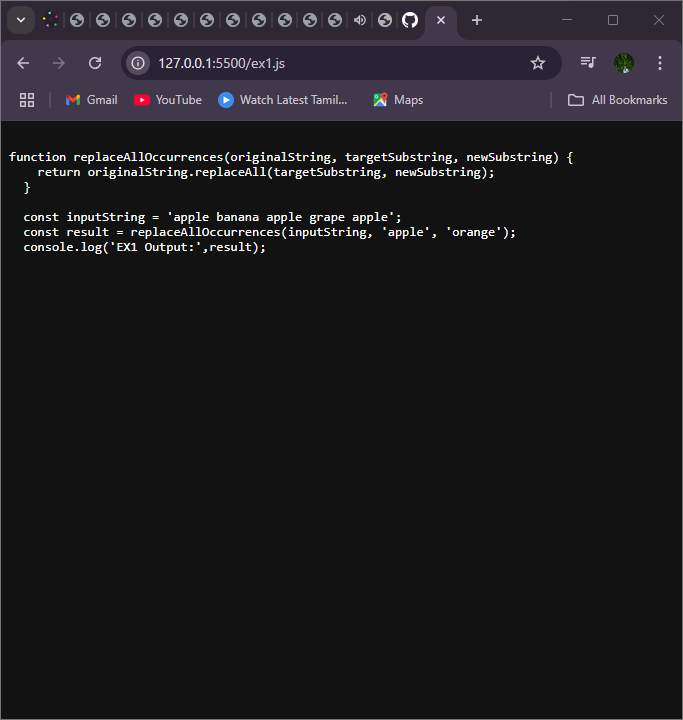 127.0.0.1:5500/ex1.js
Gmail
YouTube
Watch Latest Tamil...
Maps
All Bookmarks
function replaceAllOccurrences(originalString, targetSubstring, newSubstring) {
    return originalString.replaceAll(targetSubstring, newSubstring);
  }
  const inputString = 'apple banana apple grape apple';
  const result = replaceAllOccurrences(inputString, 'apple', 'orange');
  console.log('EX1 Output:',result);